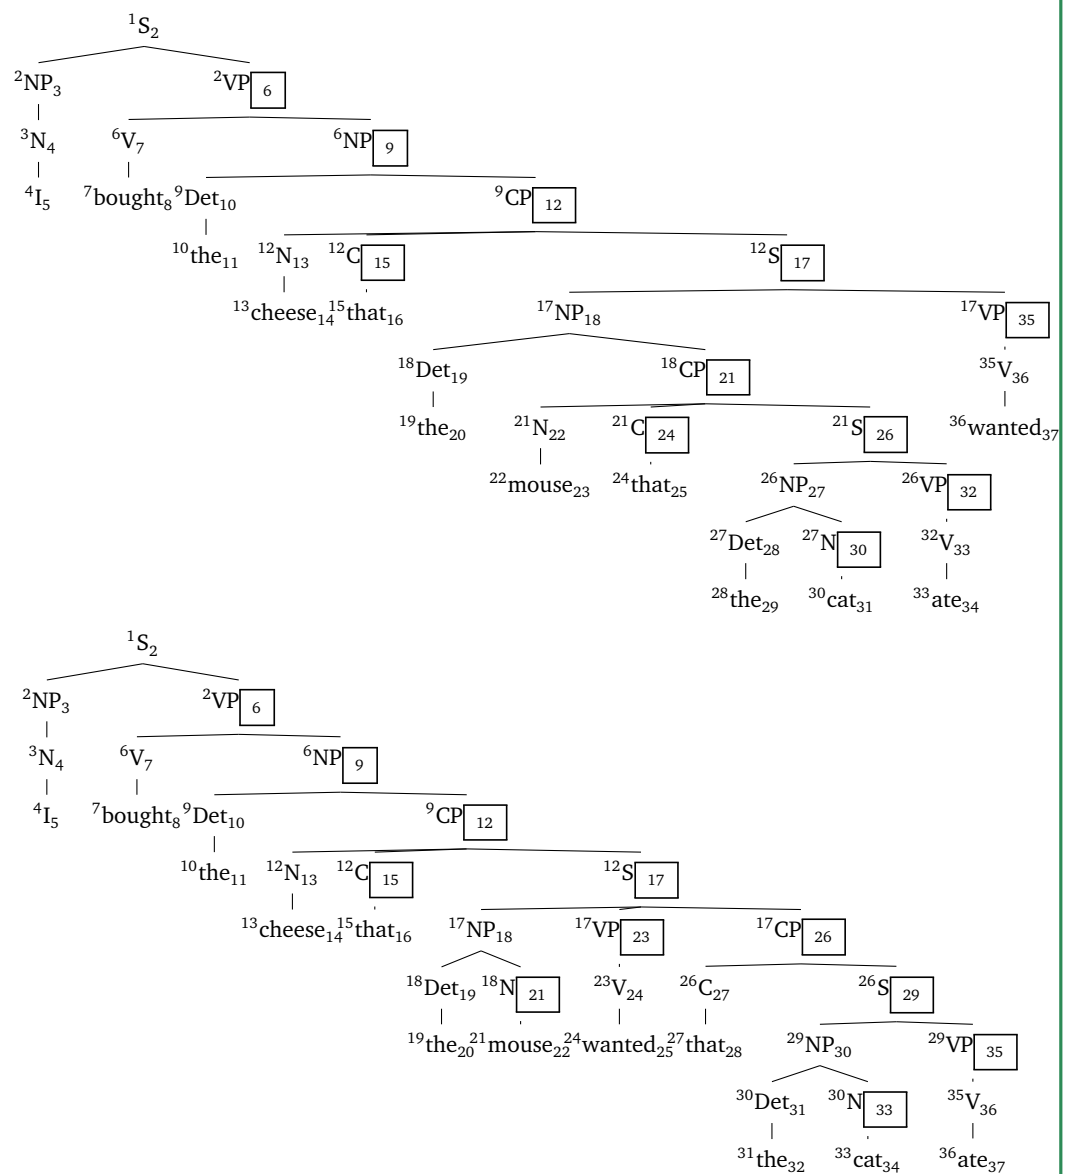 ¹S₂
²NP₃ ²VP 6
³N₄ ⁶V₇ ⁶NP 9
⁴I₅ ⁷bought₈ ⁹Det₁₀ ⁹CP 12
¹⁰the₁₁ ¹²N₁₃ ¹²C 15 ¹²S 17
¹³cheese₁₄ ¹⁵that₁₆ ¹⁷NP₁₈ ¹⁷VP 35
¹⁸Det₁₉ ¹⁸CP 21 ³⁵V₃₆
¹⁹the₂₀ ²¹N₂₂ ²¹C 24 ²¹S 26 ³⁶wanted₃₇
²²mouse₂₃ ²⁴that₂₅ ²⁶NP₂₇ ²⁶VP 32
²⁷Det₂₈ ²⁷N 30 ³²V₃₃
²⁸the₂₉ ³⁰cat₃₁ ³³ate₃₄
¹S₂
²NP₃ ²VP 6
³N₄ ⁶V₇ ⁶NP 9
⁴I₅ ⁷bought₈ ⁹Det₁₀ ⁹CP 12
¹⁰the₁₁ ¹²N₁₃ ¹²C 15 ¹²S 17
¹³cheese₁₄ ¹⁵that₁₆ ¹⁷NP₁₈ ¹⁷VP 23 ¹⁷CP 26
¹⁸Det₁₉ ¹⁸N 21 ²³V₂₄ ²⁶C₂₇ ²⁶S 29
¹⁹the₂₀ ²¹mouse₂₂ ²⁴wanted₂₅ ²⁷that₂₈ ²⁹NP₃₀ ²⁹VP 35
³⁰Det₃₁ ³⁰N 33 ³⁵V₃₆
³¹the₃₂ ³³cat₃₄ ³⁶ate₃₇